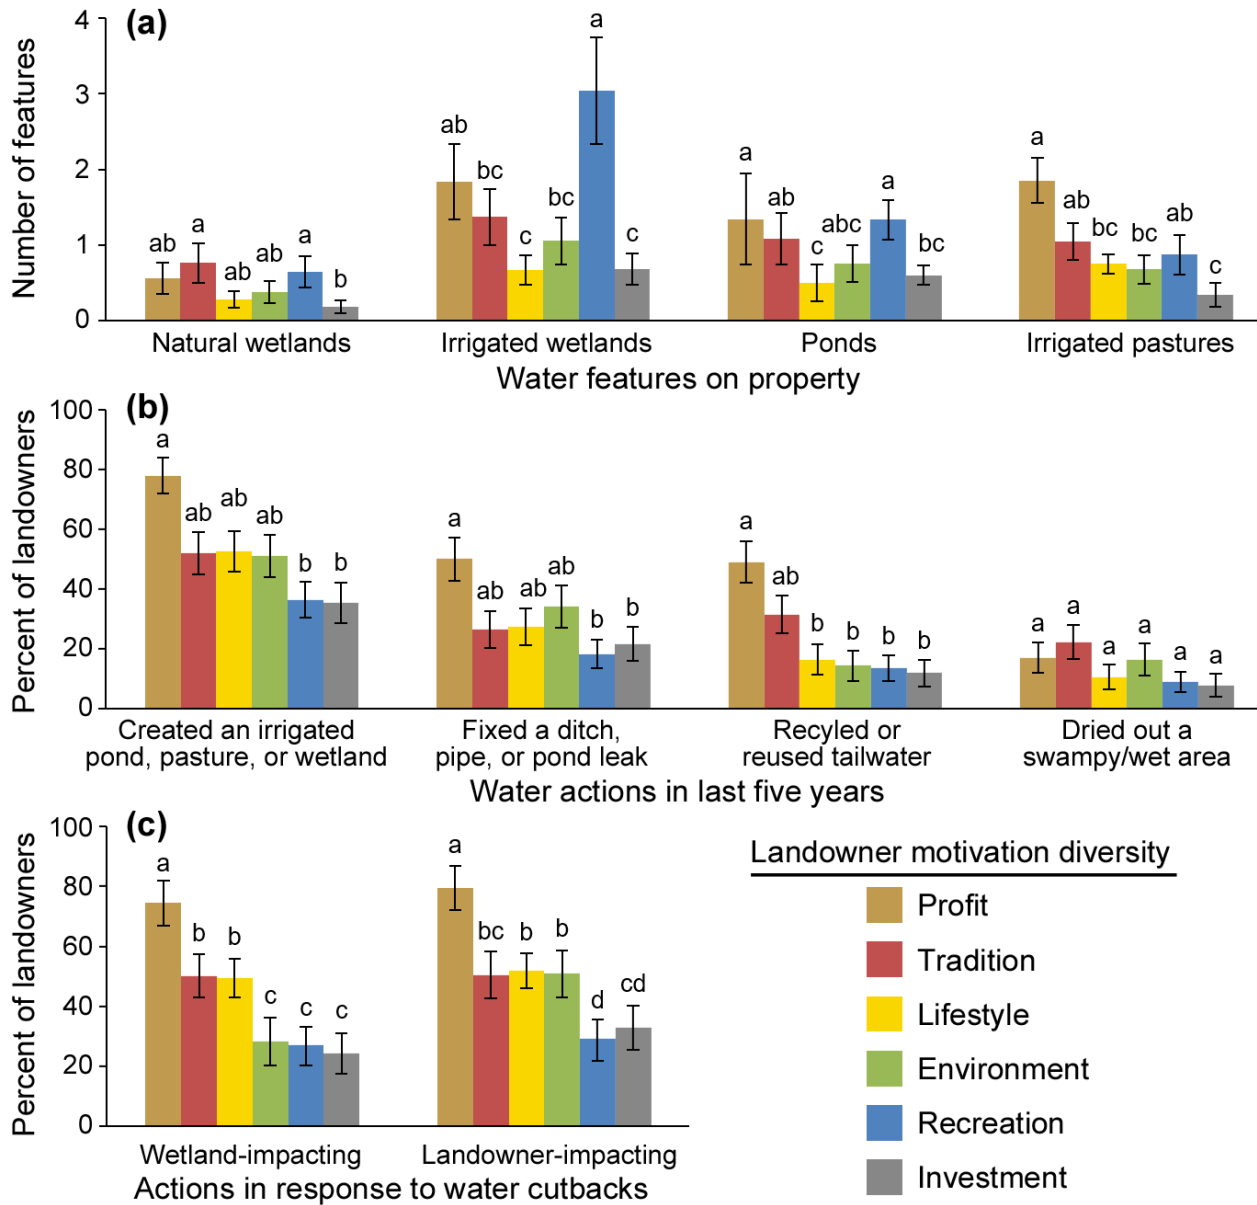 (a)
Number of features
4
3
2
1
0
ab a ab ab a b
ab bc c bc a c
a ab c abc a bc
a ab bc bc ab c
Natural wetlands
Irrigated wetlands
Ponds
Irrigated pastures
Water features on property
(b)
Percent of landowners
100
80
60
40
20
0
a ab ab ab b b
a ab ab ab b b
a ab b b b b
a a a a a a
Created an irrigated
pond, pasture, or wetland
Fixed a ditch,
pipe, or pond leak
Recyled or
reused tailwater
Dried out a
swampy/wet area
Water actions in last five years
(c)
Percent of landowners
100
80
60
40
20
0
a b b c c c
a bc b b d cd
Wetland-impacting
Landowner-impacting
Actions in response to water cutbacks
Landowner motivation diversity
Profit
Tradition
Lifestyle
Environment
Recreation
Investment